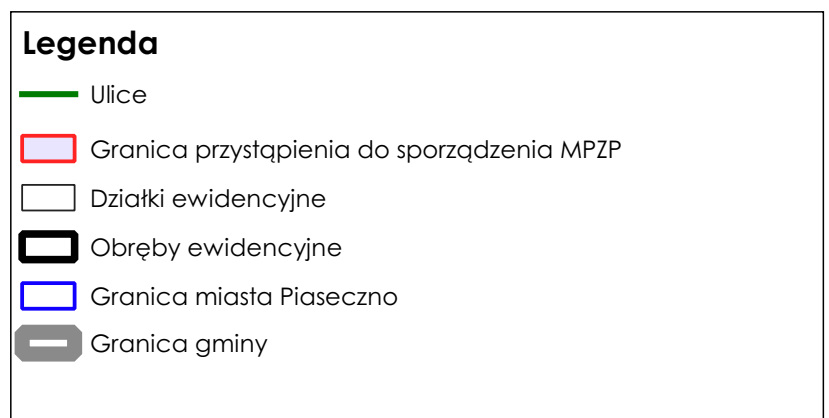 Legenda
Ulice
Granica przystąpienia do sporządzenia MPZP
Działki ewidencyjne
Obręby ewidencyjne
Granica miasta Piaseczno
Granica gminy